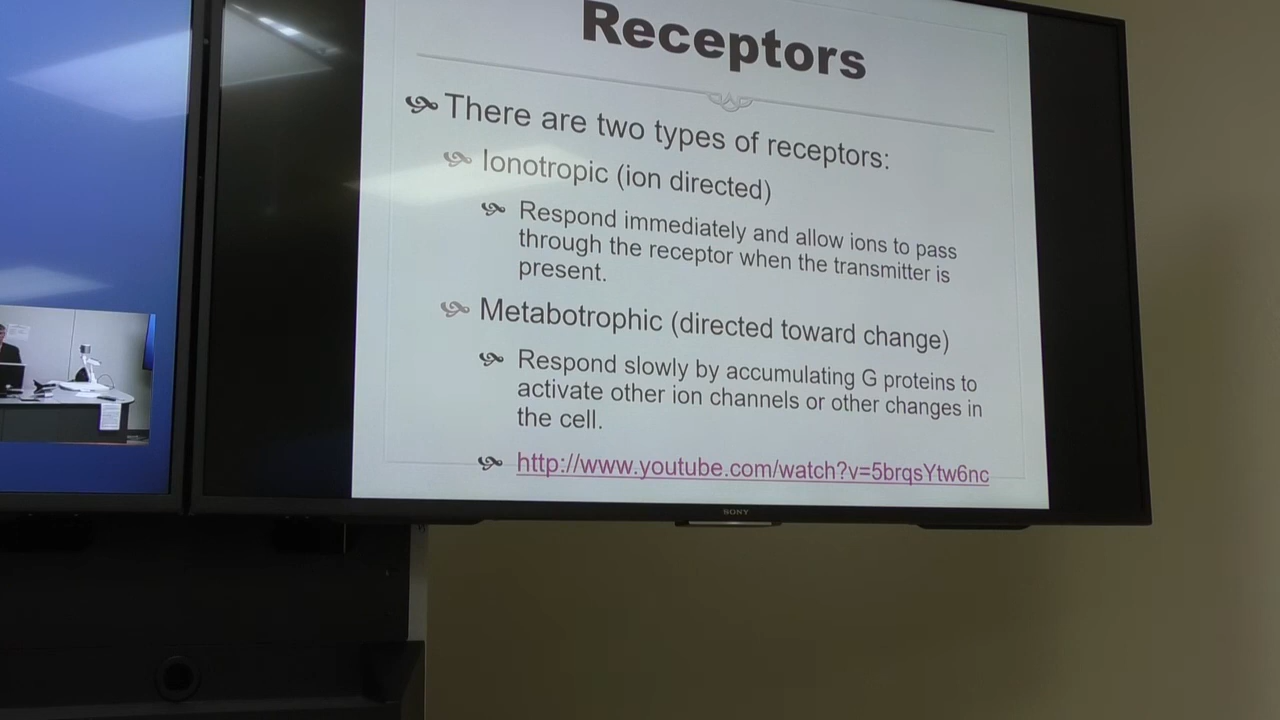 Receptors
There are two types of receptors:
Ionotropic (ion directed)
Respond immediately and allow ions to pass
through the receptor when the transmitter is
present.
Metabotrophic (directed toward change)
Respond slowly by accumulating G proteins to
activate other ion channels or other changes in
the cell.
http://www.youtube.com/watch?v=5brqsYtw6nc
SONY